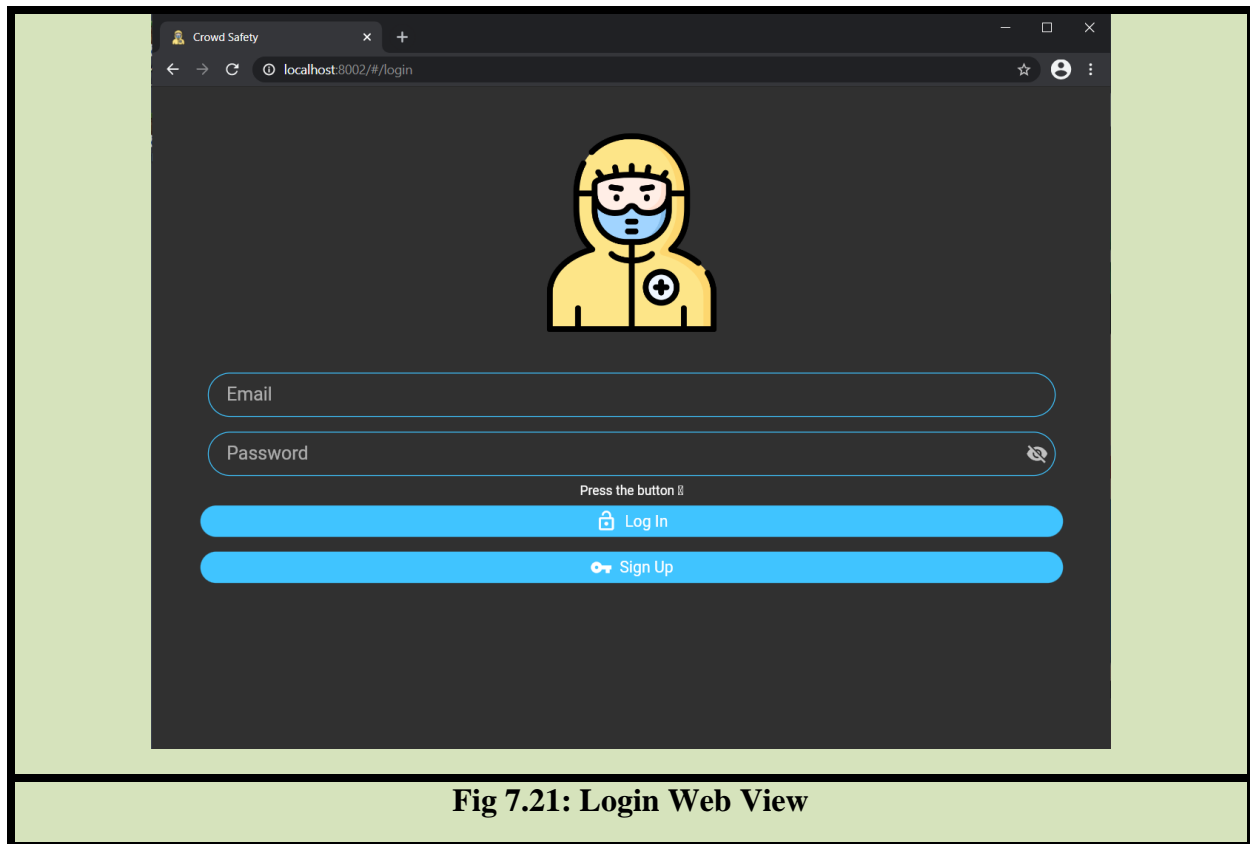 Crowd Safety
localhost:8002/#/login
Email
Password
Press the button
Log In
Sign Up
Fig 7.21: Login Web View